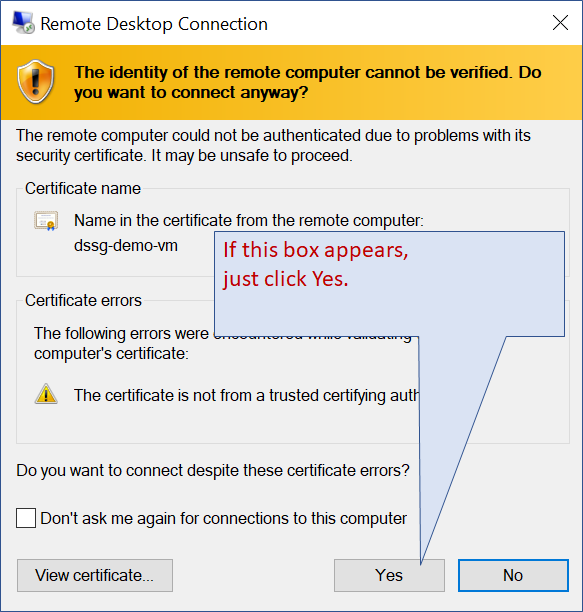 Remote Desktop Connection
The identity of the remote computer cannot be verified. Do
you want to connect anyway?
The remote computer could not be authenticated due to problems with its
security certificate. It may be unsafe to proceed.
Certificate name
Name in the certificate from the remote computer:
dssg-demo-vm
If this box appears,
just click Yes.
Certificate errors
The following errors were encountered while validating
computer's certificate:
The certificate is not from a trusted certifying
Do you want to connect despite these certificate errors?
Don't ask me again for connections to this computer
View certificate...
Yes
No